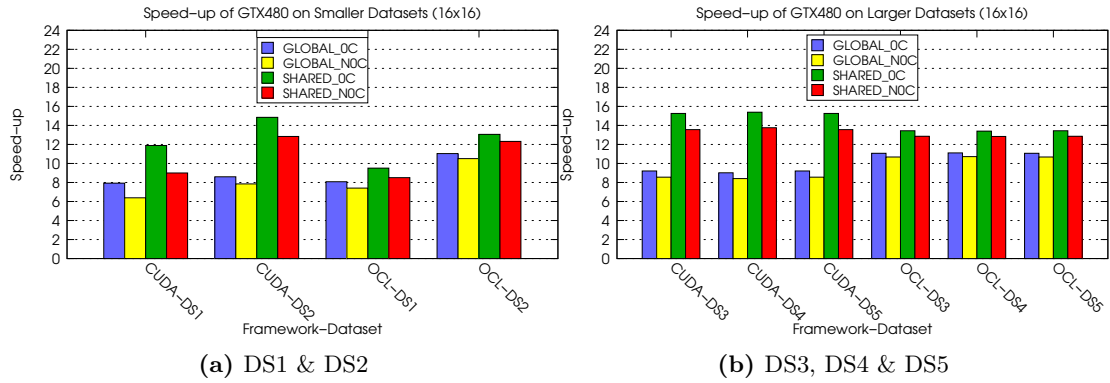 Speed-up of GTX480 on Smaller Datasets (16x16)
24
22
20
18
16
14
12
10
8
6
4
2
0
Speed-up
GLOBAL_0C
GLOBAL_N0C
SHARED_0C
SHARED_N0C
CUDA-DS1
CUDA-DS2
OCL-DS1
OCL-DS2
Framework-Dataset
(a) DS1 & DS2
Speed-up of GTX480 on Larger Datasets (16x16)
24
22
20
18
16
14
12
10
8
6
4
2
0
Speed-up
GLOBAL_0C
GLOBAL_N0C
SHARED_0C
SHARED_N0C
CUDA-DS3
CUDA-DS4
CUDA-DS5
OCL-DS3
OCL-DS4
OCL-DS5
Framework-Dataset
(b) DS3, DS4 & DS5